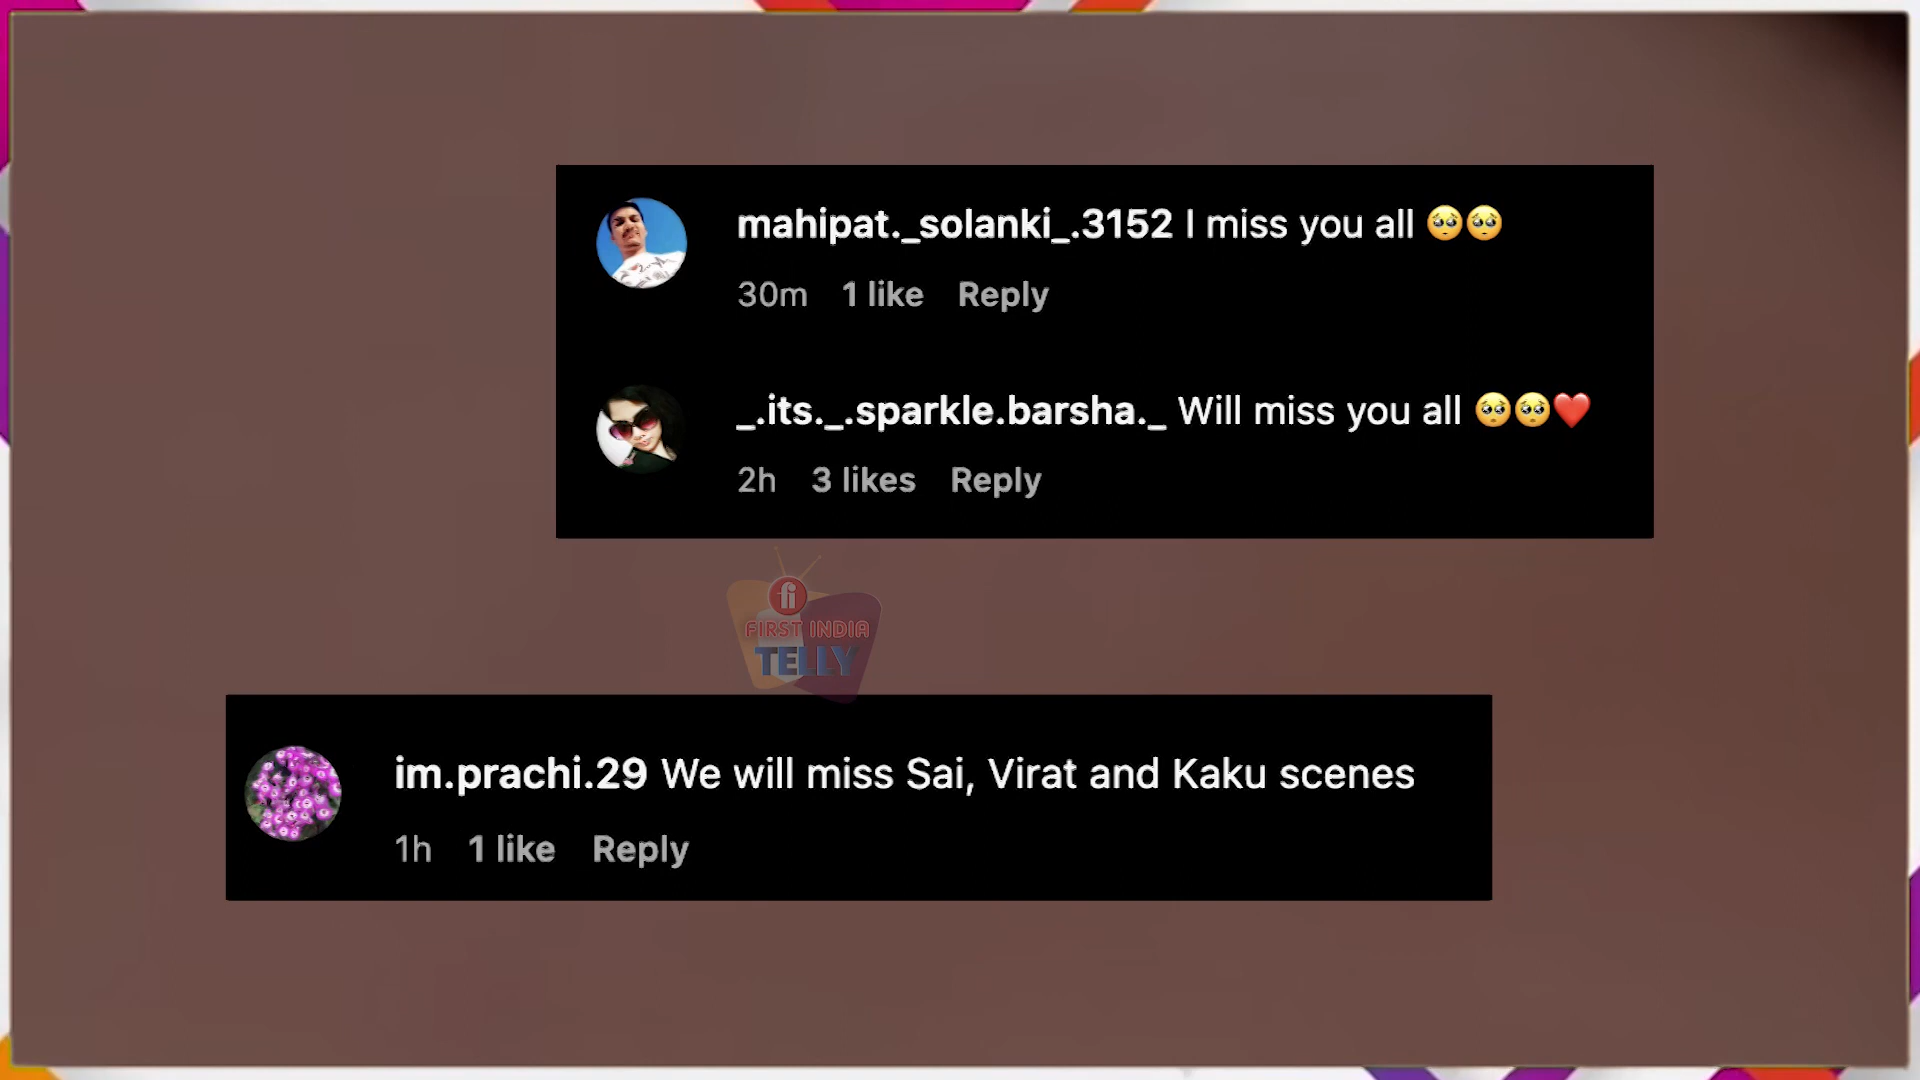 mahipat._solanki_.3152 I miss you all 🥺🥺
30m 1 like Reply
_.its._.sparkle.barsha._ Will miss you all 🥺🥺❤️
2h 3 likes Reply
fi
FIRST INDIA
TELLY
im.prachi.29 We will miss Sai, Virat and Kaku scenes
1h 1 like Reply